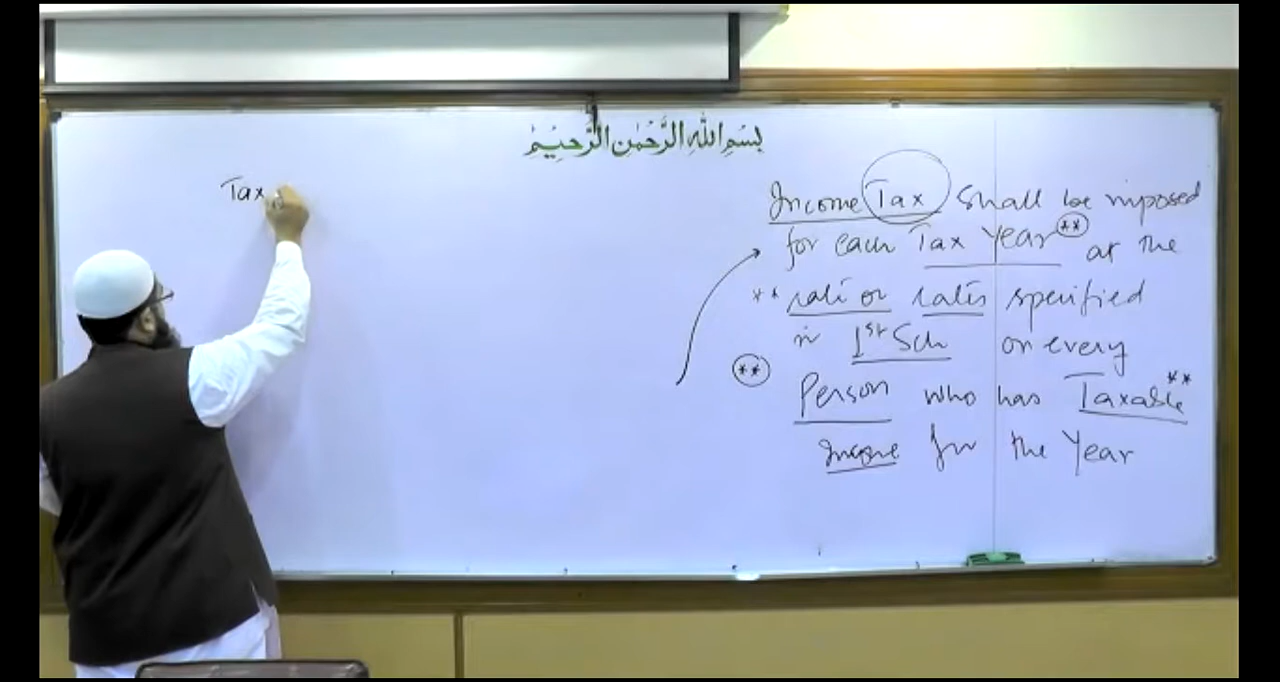 بِسْمِ اللهِ الرَّحْمٰنِ الرَّحِيْمِ
Tax
Income Tax shall be imposed
for each Tax Year ** at the
** rate or rates specified
in 1st Sch on every
** Person who has Taxable **
Income for the Year